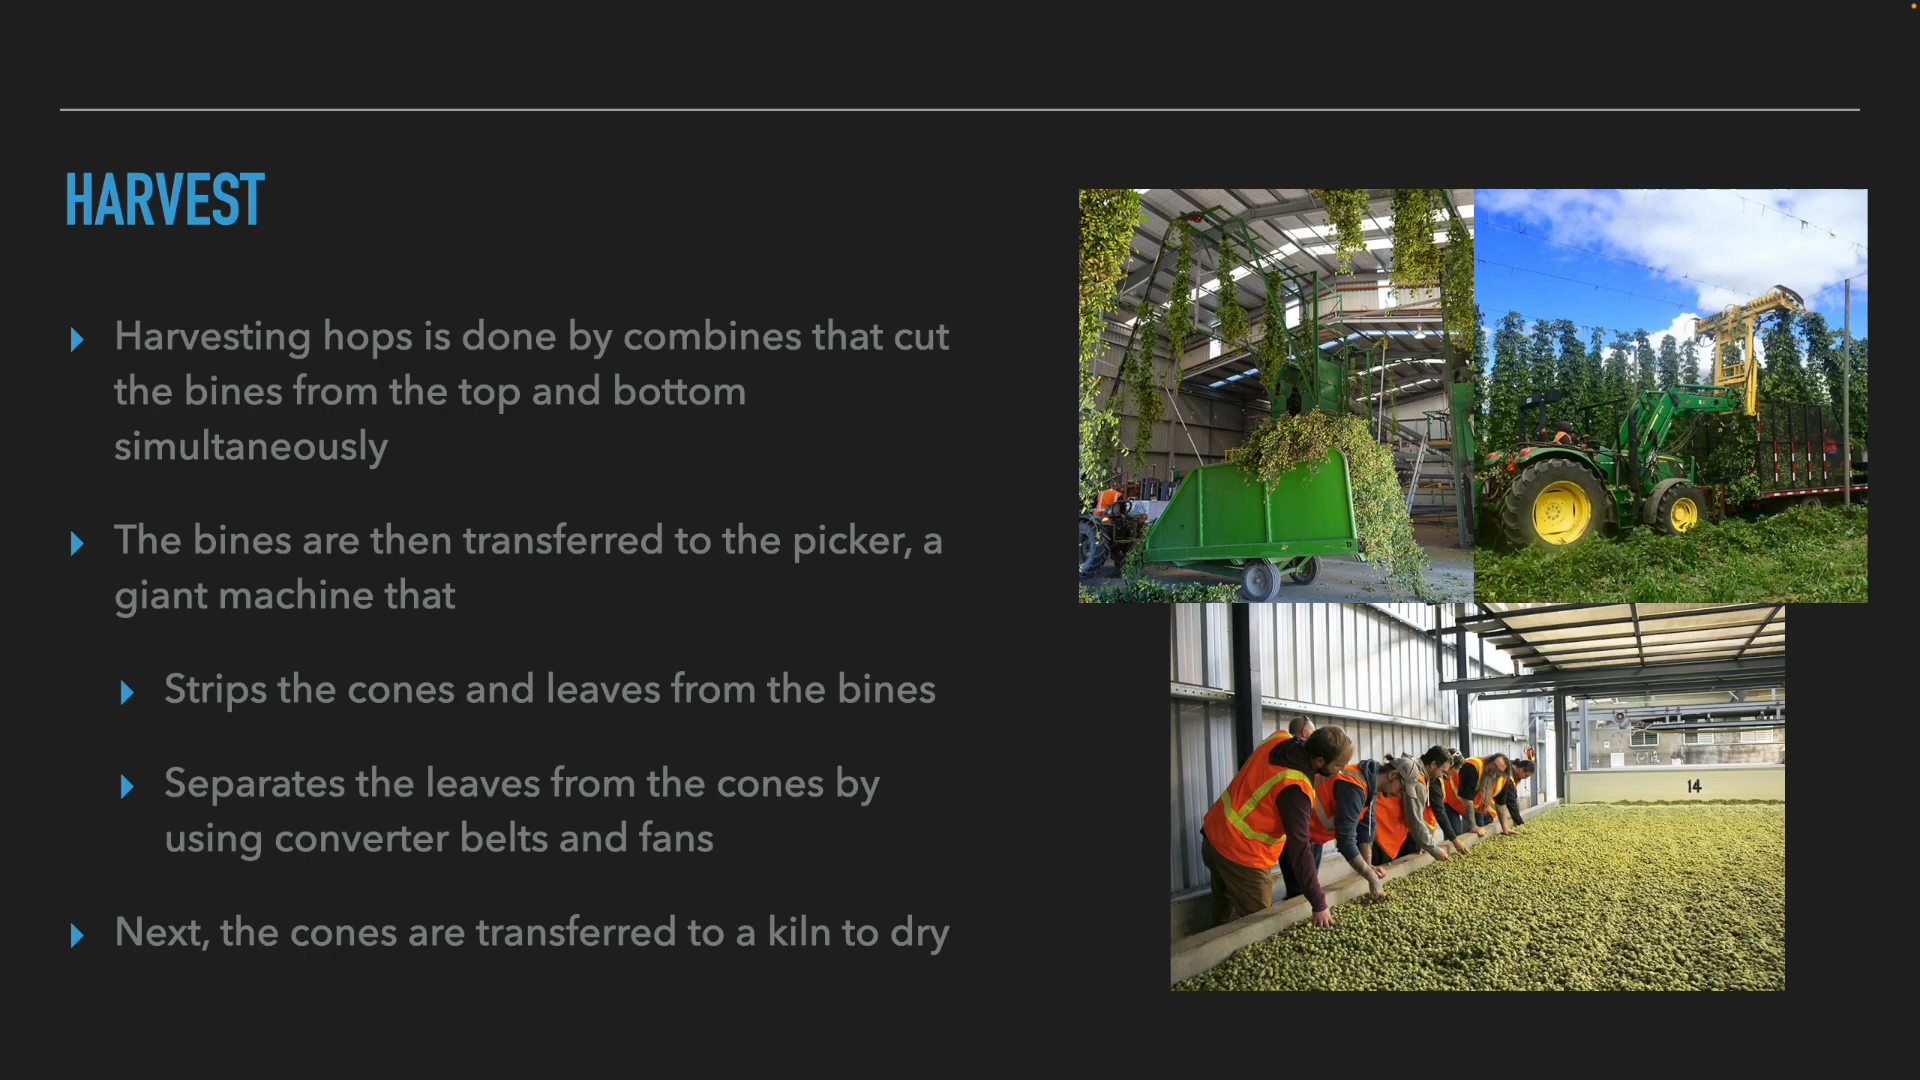 HARVEST
Harvesting hops is done by combines that cut
the bines from the top and bottom
simultaneously
The bines are then transferred to the picker, a
giant machine that
Strips the cones and leaves from the bines
Separates the leaves from the cones by
using converter belts and fans
Next, the cones are transferred to a kiln to dry
14